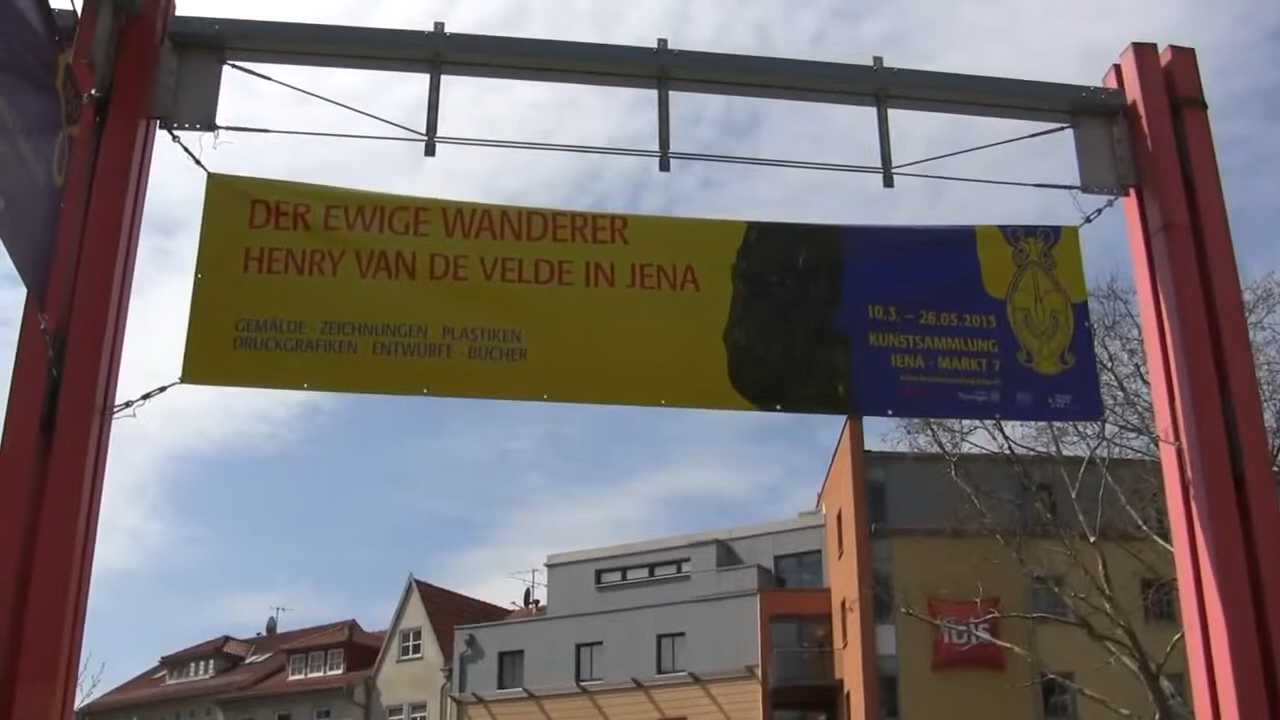 DER EWIGE WANDERER
HENRY VAN DE VELDE IN JENA
GEMÄLDE · ZEICHNUNGEN · PLASTIKEN
DRUCKGRAFIKEN · ENTWÜRFE · BÜCHER
10.3. – 26.05.2013
KUNSTSAMMLUNG
JENA · MARKT 7
ibis